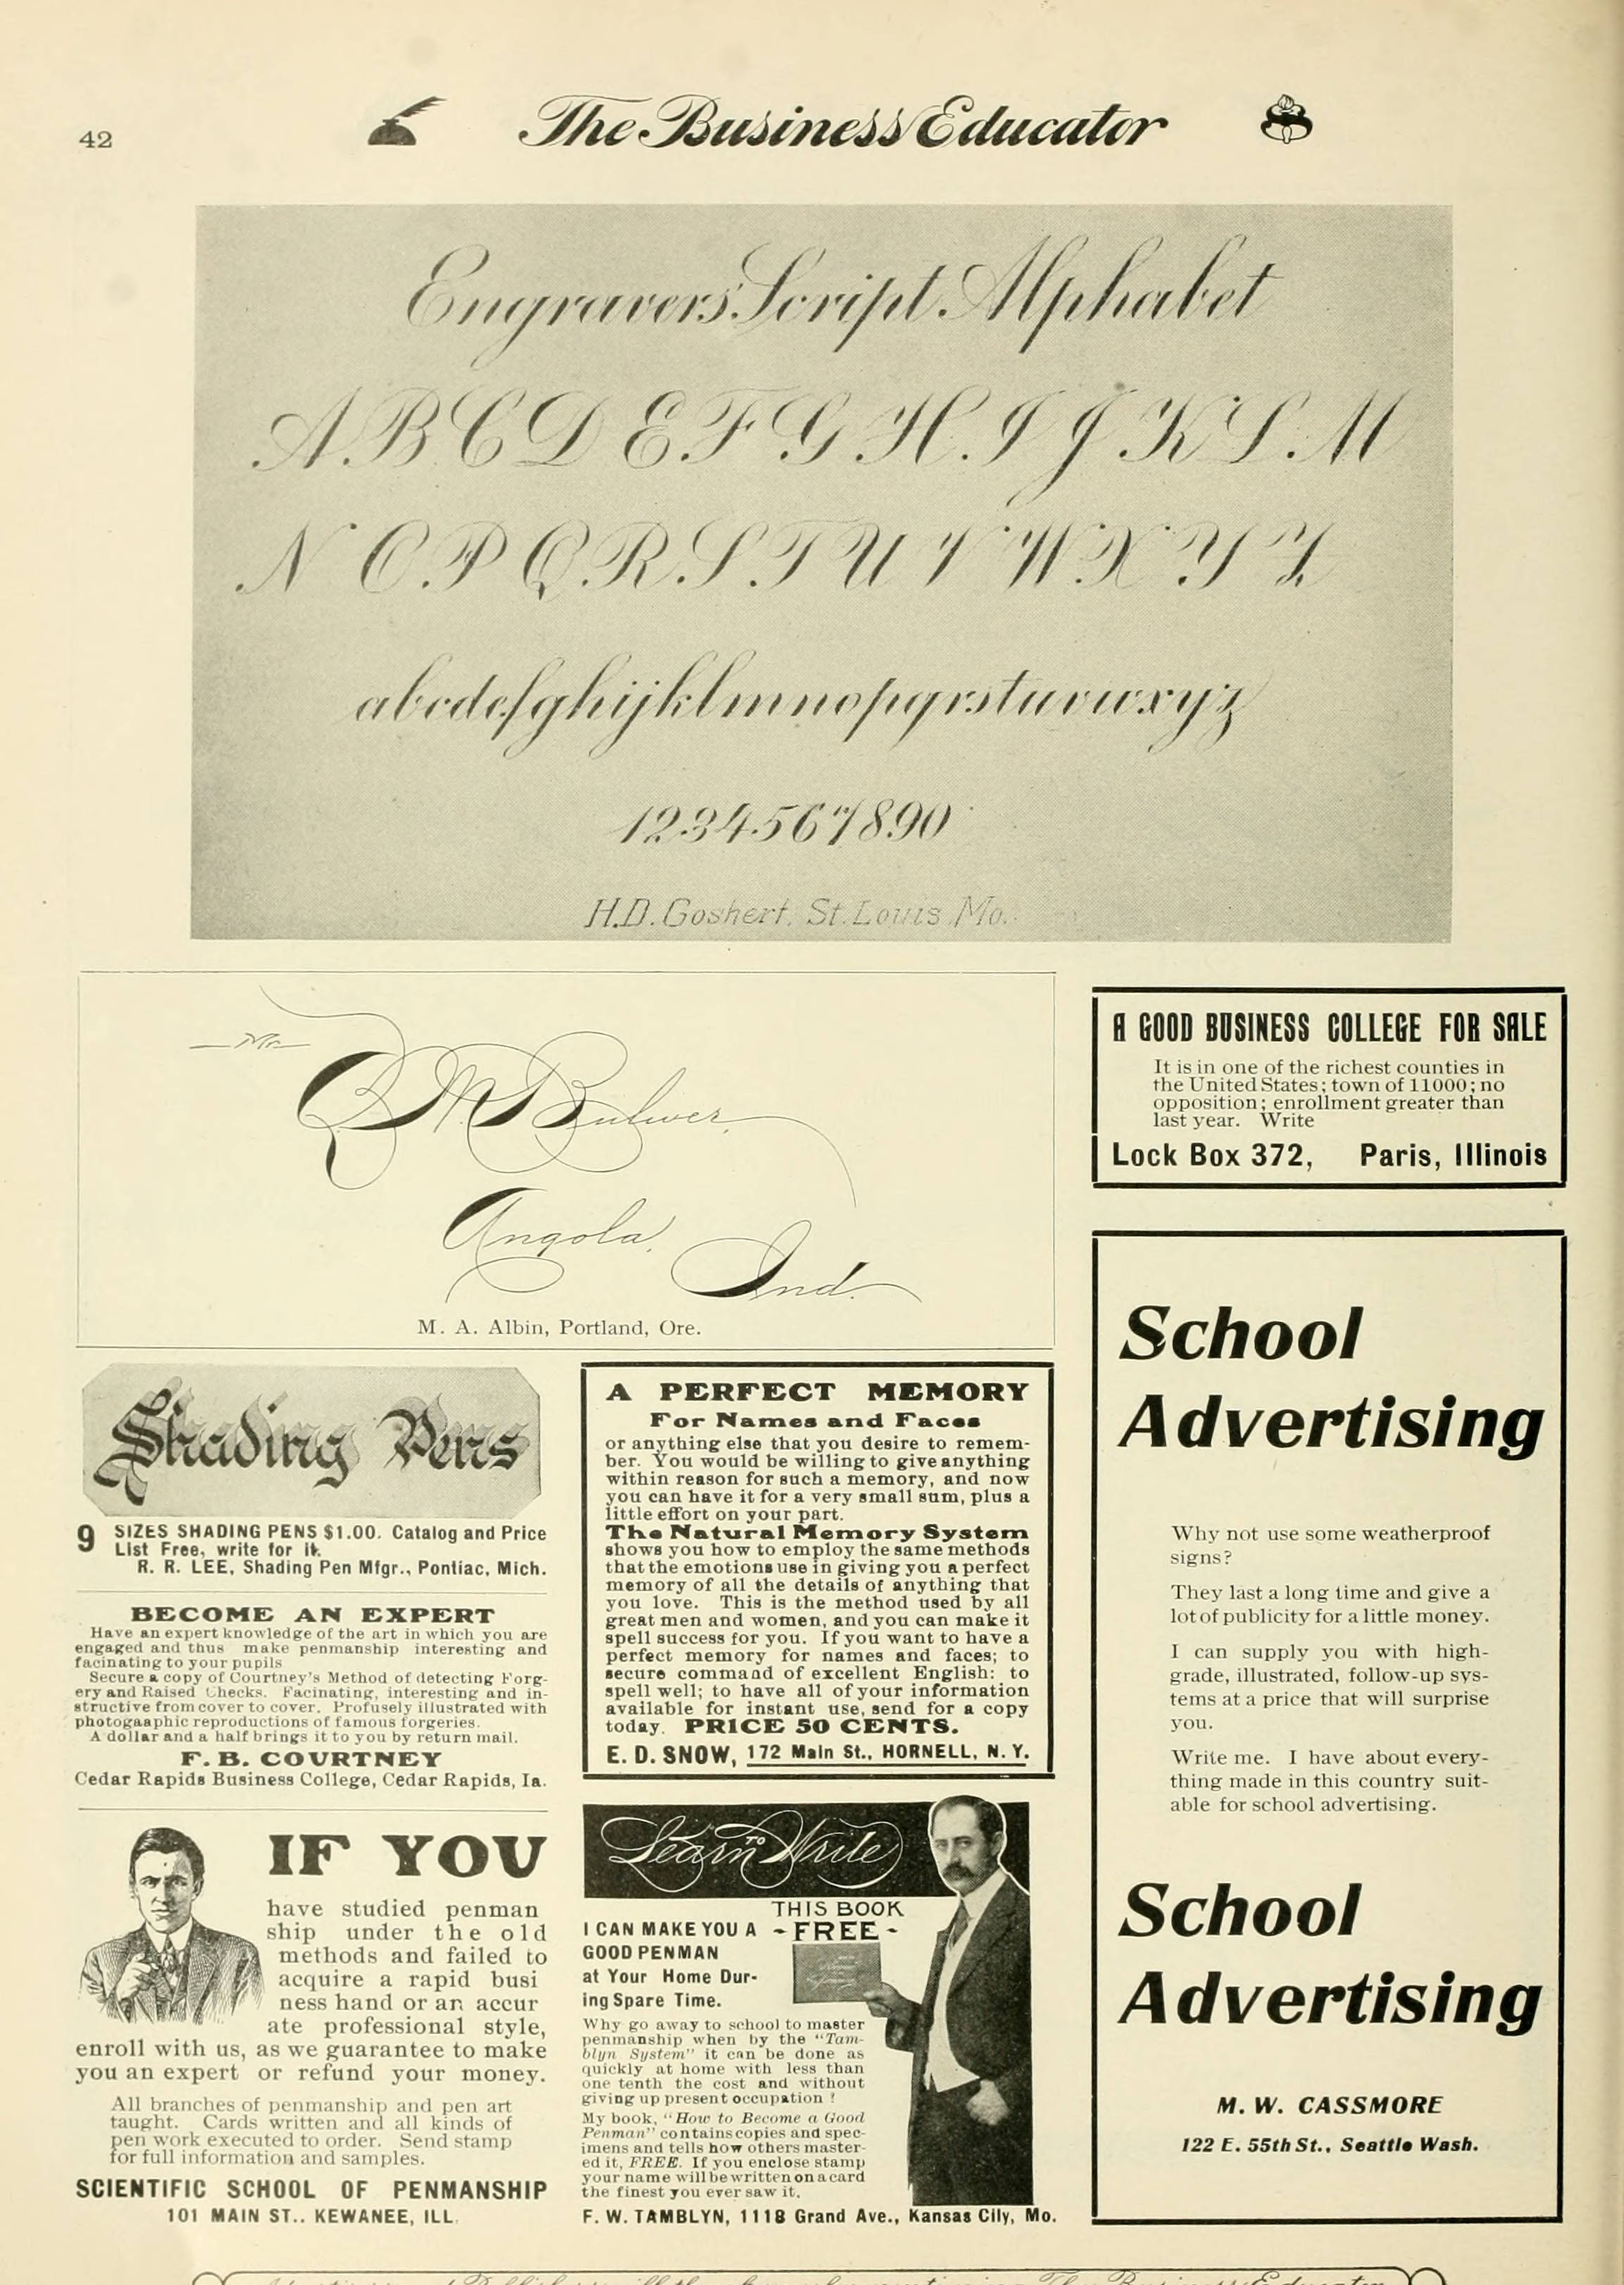 42
The Business Educator
Engravers' Script Alphabet
A B C D E F G H I J K L M
N O P Q R S T U V W X Y Z
abcdefghijklmnopqrstuvwxyz
1234567890
H.D. Goshert, St. Louis Mo.
Mr.
C M Bulwer,
Angola,
Ind.
M. A. Albin, Portland, Ore.
A GOOD BUSINESS COLLEGE FOR SALE
It is in one of the richest counties in
the United States; town of 11000; no
opposition; enrollment greater than
last year. Write
Lock Box 372, Paris, Illinois
Shading Pens
9 SIZES SHADING PENS $1.00. Catalog and Price
List Free, write for it.
R. R. LEE, Shading Pen Mfgr., Pontiac, Mich.
BECOME AN EXPERT
Have an expert knowledge of the art in which you are
engaged and thus make penmanship interesting and
facinating to your pupils
Secure a copy of Courtney's Method of detecting Forg-
ery and Raised Checks. Facinating, interesting and in-
structive from cover to cover. Profusely illustrated with
photogaaphic reproductions of famous forgeries.
A dollar and a half brings it to you by return mail.
F. B. COURTNEY
Cedar Rapids Business College, Cedar Rapids, Ia.
IF YOU
have studied penman
ship under the old
methods and failed to
acquire a rapid busi
ness hand or an accur
ate professional style,
enroll with us, as we guarantee to make
you an expert or refund your money.
All branches of penmanship and pen art
taught. Cards written and all kinds of
pen work executed to order. Send stamp
for full information and samples.
SCIENTIFIC SCHOOL OF PENMANSHIP
101 MAIN ST.. KEWANEE, ILL.
A PERFECT MEMORY
For Names and Faces
or anything else that you desire to remem-
ber. You would be willing to give anything
within reason for such a memory, and now
you can have it for a very small sum, plus a
little effort on your part.
The Natural Memory System
shows you how to employ the same methods
that the emotions use in giving you a perfect
memory of all the details of anything that
you love. This is the method used by all
great men and women, and you can make it
spell success for you. If you want to have a
perfect memory for names and faces; to
secure command of excellent English: to
spell well; to have all of your information
available for instant use, send for a copy
today. PRICE 50 CENTS.
E. D. SNOW, 172 Main St., HORNELL, N. Y.
Learn to Write
THIS BOOK
- FREE -
I CAN MAKE YOU A
GOOD PENMAN
at Your Home Dur-
ing Spare Time.
Why go away to school to master
penmanship when by the "Tam-
blyn System" it can be done as
quickly at home with less than
one tenth the cost and without
giving up present occupation ?
My book, "How to Become a Good
Penman" contains copies and spec-
imens and tells how others master-
ed it, FREE. If you enclose stamp
your name will be written on a card
the finest you ever saw it.
F. W. TAMBLYN, 1118 Grand Ave., Kansas City, Mo.
School
Advertising
Why not use some weatherproof
signs?
They last a long time and give a
lot of publicity for a little money.
I can supply you with high-
grade, illustrated, follow-up sys-
tems at a price that will surprise
you.
Write me. I have about every-
thing made in this country suit-
able for school advertising.
School
Advertising
M. W. CASSMORE
122 E. 55th St., Seattle Wash.